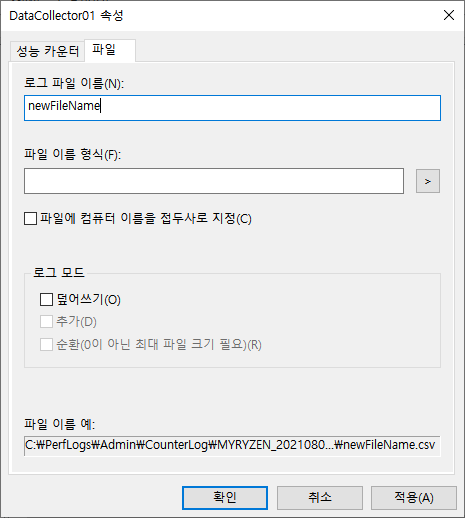 DataCollector01 속성
성능 카운터 파일
로그 파일 이름(N):
newFileName
파일 이름 형식(F):
>
파일에 컴퓨터 이름을 접두사로 지정(C)
로그 모드
덮어쓰기(O)
추가(D)
순환(0이 아닌 최대 파일 크기 필요)(R)
파일 이름 예:
C:₩PerfLogs₩Admin₩CounterLog₩MYRYZEN_2021080...₩newFileName.csv
확인 취소 적용(A)